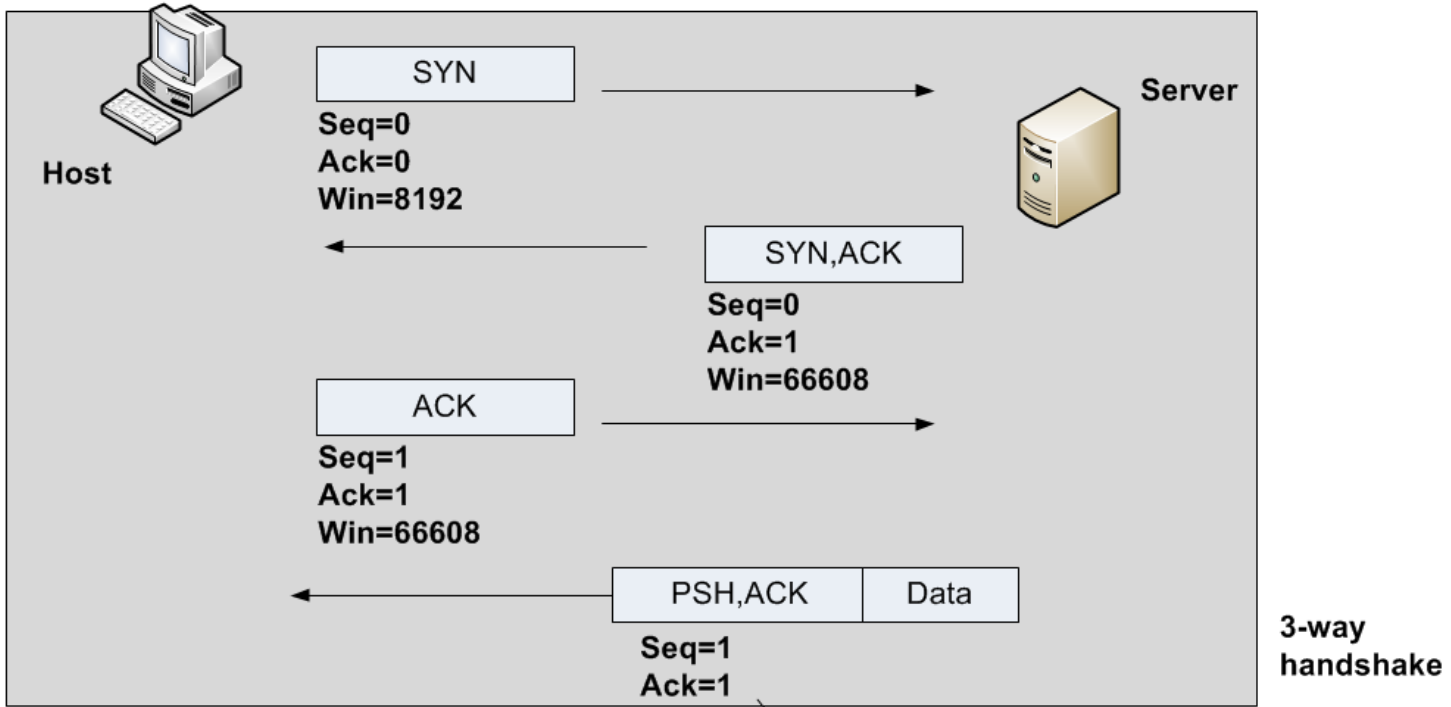 SYN
Server
Seq=0
Ack=0
Win=8192
Host
SYN,ACK
Seq=0
Ack=1
Win=66608
ACK
Seq=1
Ack=1
Win=66608
PSH,ACK
Data
Seq=1
Ack=1
3-way
handshake